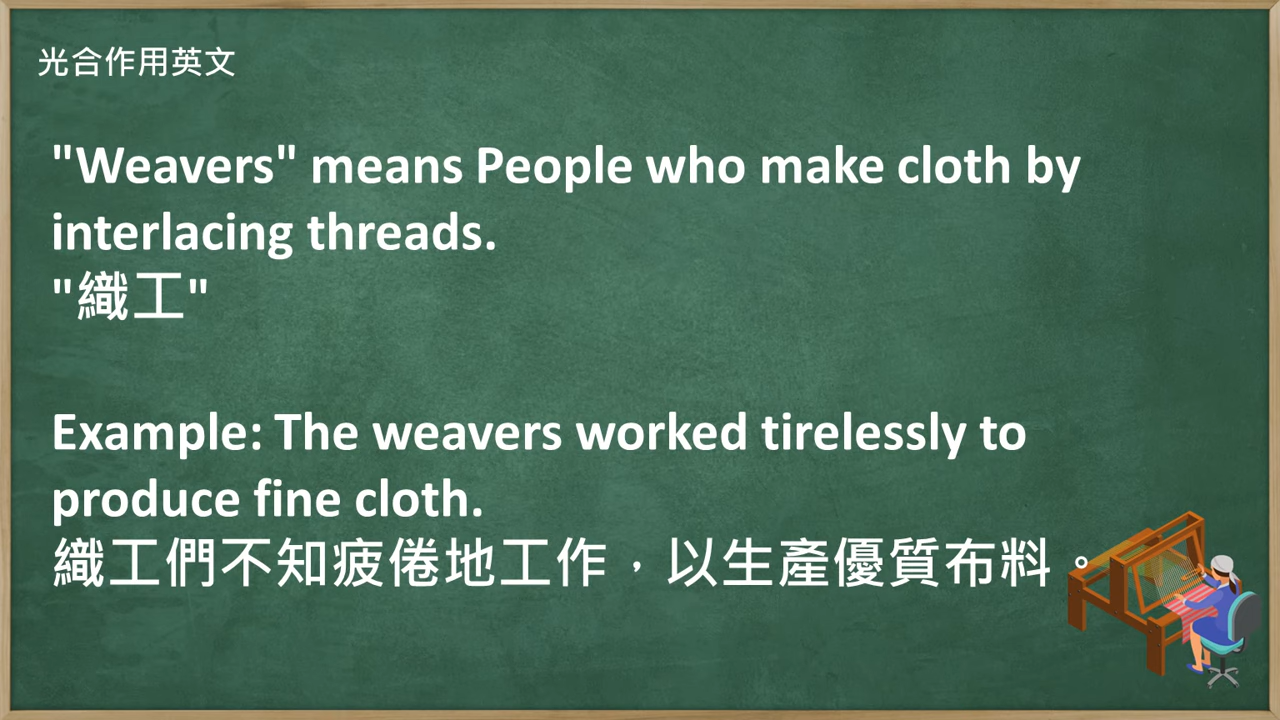 光合作用英文
"Weavers" means People who make cloth by
interlacing threads.
"織工"
Example: The weavers worked tirelessly to
produce fine cloth.
織工們不知疲倦地工作，以生產優質布料。